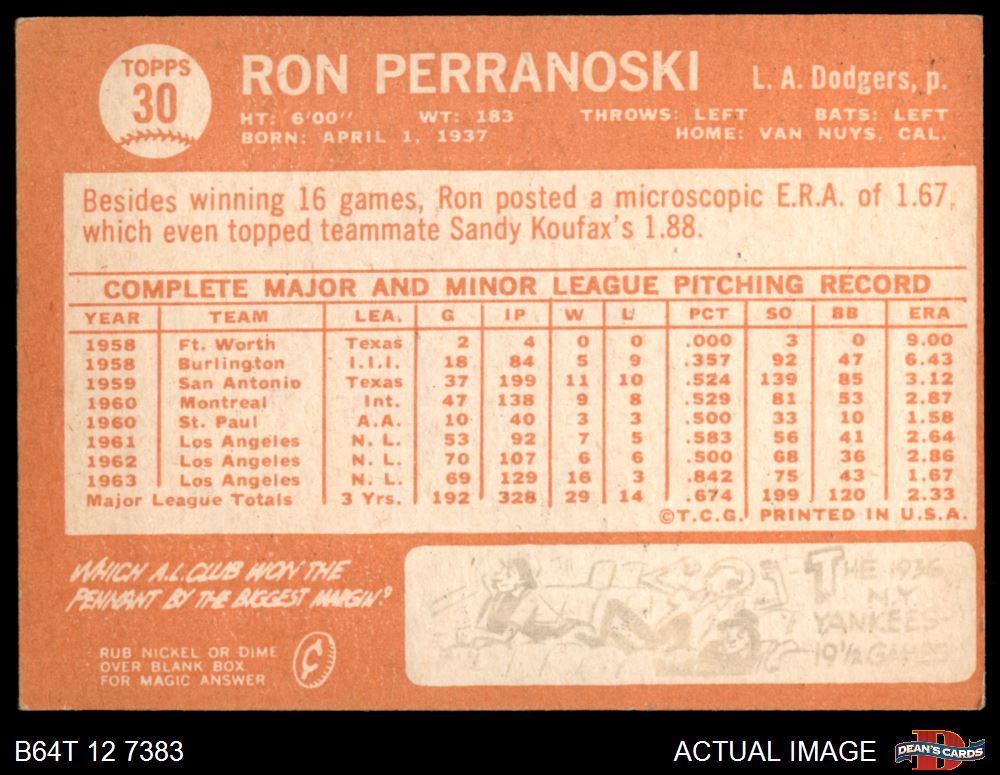 TOPPS
30
RON PERRANOSKI
L. A. Dodgers, p.
HT: 6'00" WT: 183 THROWS: LEFT BATS: LEFT
BORN: APRIL 1, 1937 HOME: VAN NUYS, CAL.
Besides winning 16 games, Ron posted a microscopic E.R.A. of 1.67,
which even topped teammate Sandy Koufax's 1.88.
COMPLETE MAJOR AND MINOR LEAGUE PITCHING RECORD
YEAR TEAM LEA. G IP W L PCT SO BB ERA
1958 Ft. Worth Texas 2 4 0 0 .000 3 0 9.00
1958 Burlington I.I.I. 18 84 5 9 .357 92 47 6.43
1959 San Antonio Texas 37 199 11 10 .524 139 85 3.12
1960 Montreal Int. 47 138 9 8 .529 81 53 2.87
1960 St. Paul A.A. 10 40 3 3 .500 33 10 1.58
1961 Los Angeles N. L. 53 92 7 5 .583 56 41 2.64
1962 Los Angeles N. L. 70 107 6 6 .500 68 36 2.86
1963 Los Angeles N. L. 69 129 16 3 .842 75 43 1.67
Major League Totals 3 Yrs. 192 328 29 14 .674 199 120 2.33
©T.C.G. PRINTED IN U.S.A.
WHICH A.L. CLUB WON THE
PENNANT BY THE BIGGEST MARGIN?
RUB NICKEL OR DIME
OVER BLANK BOX
FOR MAGIC ANSWER
THE 1936
N.Y.
YANKEES-
19½ GAMES
B64T 12 7383
ACTUAL IMAGE
DEAN'S CARDS